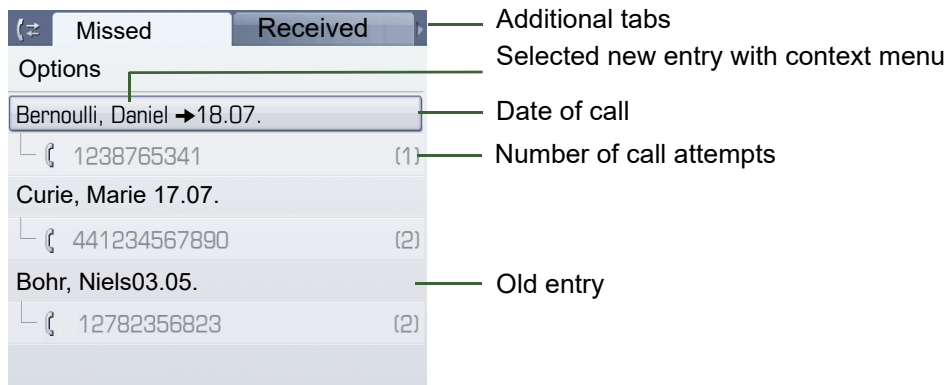 Missed Received Additional tabs
Options Selected new entry with context menu
Bernoulli, Daniel ➔18.07. Date of call
1238765341 (1) Number of call attempts
Curie, Marie 17.07.
441234567890 (2)
Bohr, Niels03.05. Old entry
12782356823 (2)